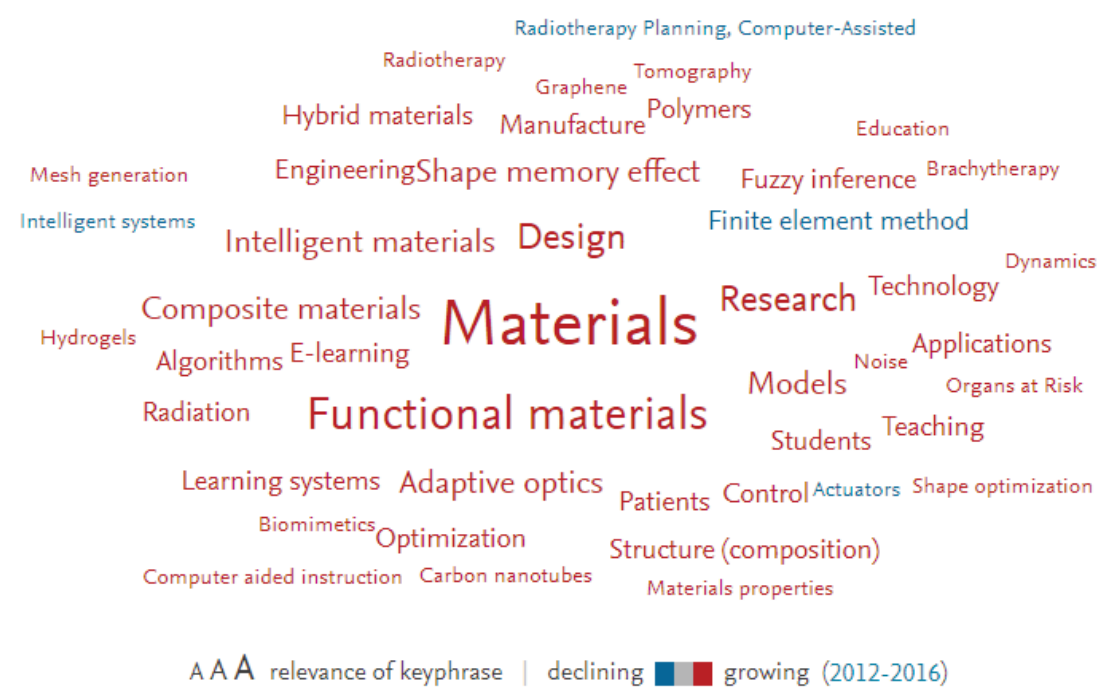 Radiotherapy Planning, Computer-Assisted
Radiotherapy
Tomography
Graphene
Hybrid materials
Manufacture
Polymers
Education
Mesh generation
Engineering
Shape memory effect
Fuzzy inference
Brachytherapy
Intelligent systems
Finite element method
Intelligent materials
Design
Dynamics
Composite materials
Materials
Research
Technology
Hydrogels
Algorithms
E-learning
Noise
Applications
Models
Organs at Risk
Radiation
Functional materials
Students
Teaching
Learning systems
Adaptive optics
Patients
Control
Actuators
Shape optimization
Biomimetics
Optimization
Structure (composition)
Computer aided instruction
Carbon nanotubes
Materials properties
A A A relevance of keyphrase | declining growing (2012-2016)